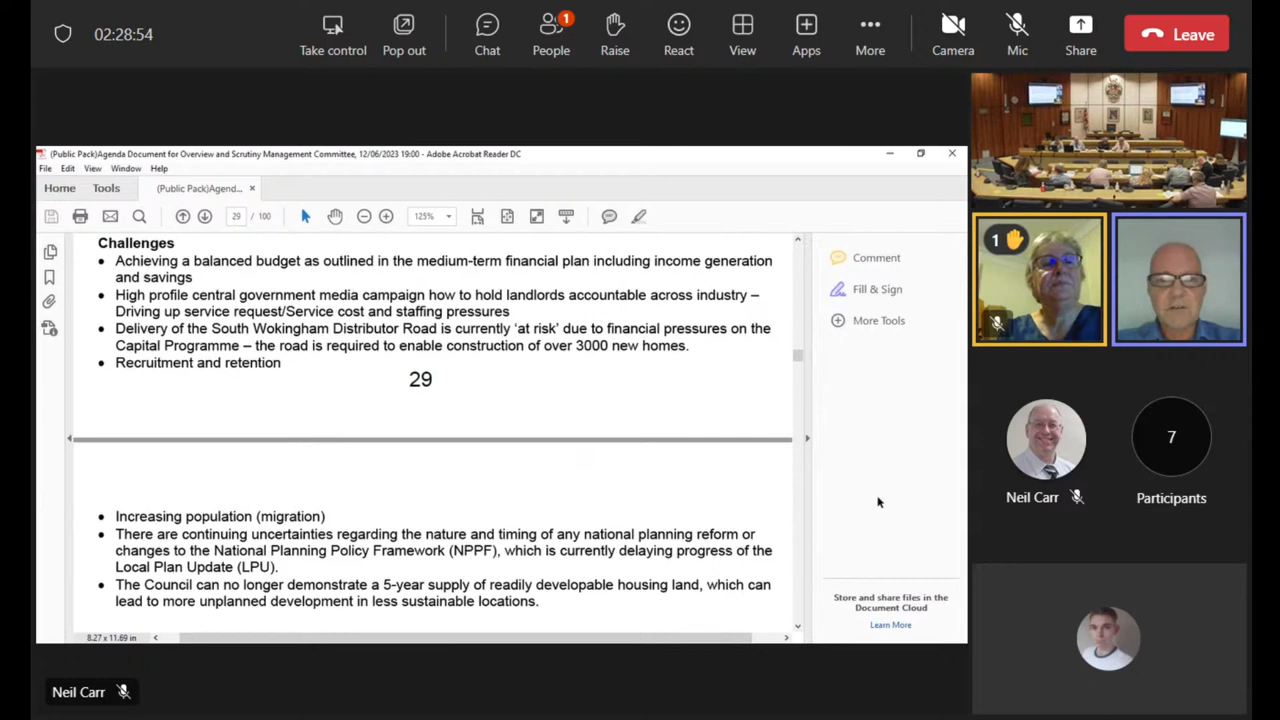 02:28:54
Take control
Pop out
Chat
1
People
Raise
React
View
Apps
More
Camera
Mic
Share
Leave
(Public Pack)Agenda Document for Overview and Scrutiny Management Committee, 12/06/2023 19:00 - Adobe Acrobat Reader DC
File Edit View Window Help
Home Tools (Public Pack)Agend... ×
29 / 100
125%
Challenges
• Achieving a balanced budget as outlined in the medium-term financial plan including income generation
and savings
• High profile central government media campaign how to hold landlords accountable across industry –
Driving up service request/Service cost and staffing pressures
• Delivery of the South Wokingham Distributor Road is currently ‘at risk’ due to financial pressures on the
Capital Programme – the road is required to enable construction of over 3000 new homes.
• Recruitment and retention
29
• Increasing population (migration)
• There are continuing uncertainties regarding the nature and timing of any national planning reform or
changes to the National Planning Policy Framework (NPPF), which is currently delaying progress of the
Local Plan Update (LPU).
• The Council can no longer demonstrate a 5-year supply of readily developable housing land, which can
lead to more unplanned development in less sustainable locations.
8.27 x 11.69 in
Comment
Fill & Sign
More Tools
Store and share files in the
Document Cloud
Learn More
1
Neil Carr
7
Participants
Neil Carr